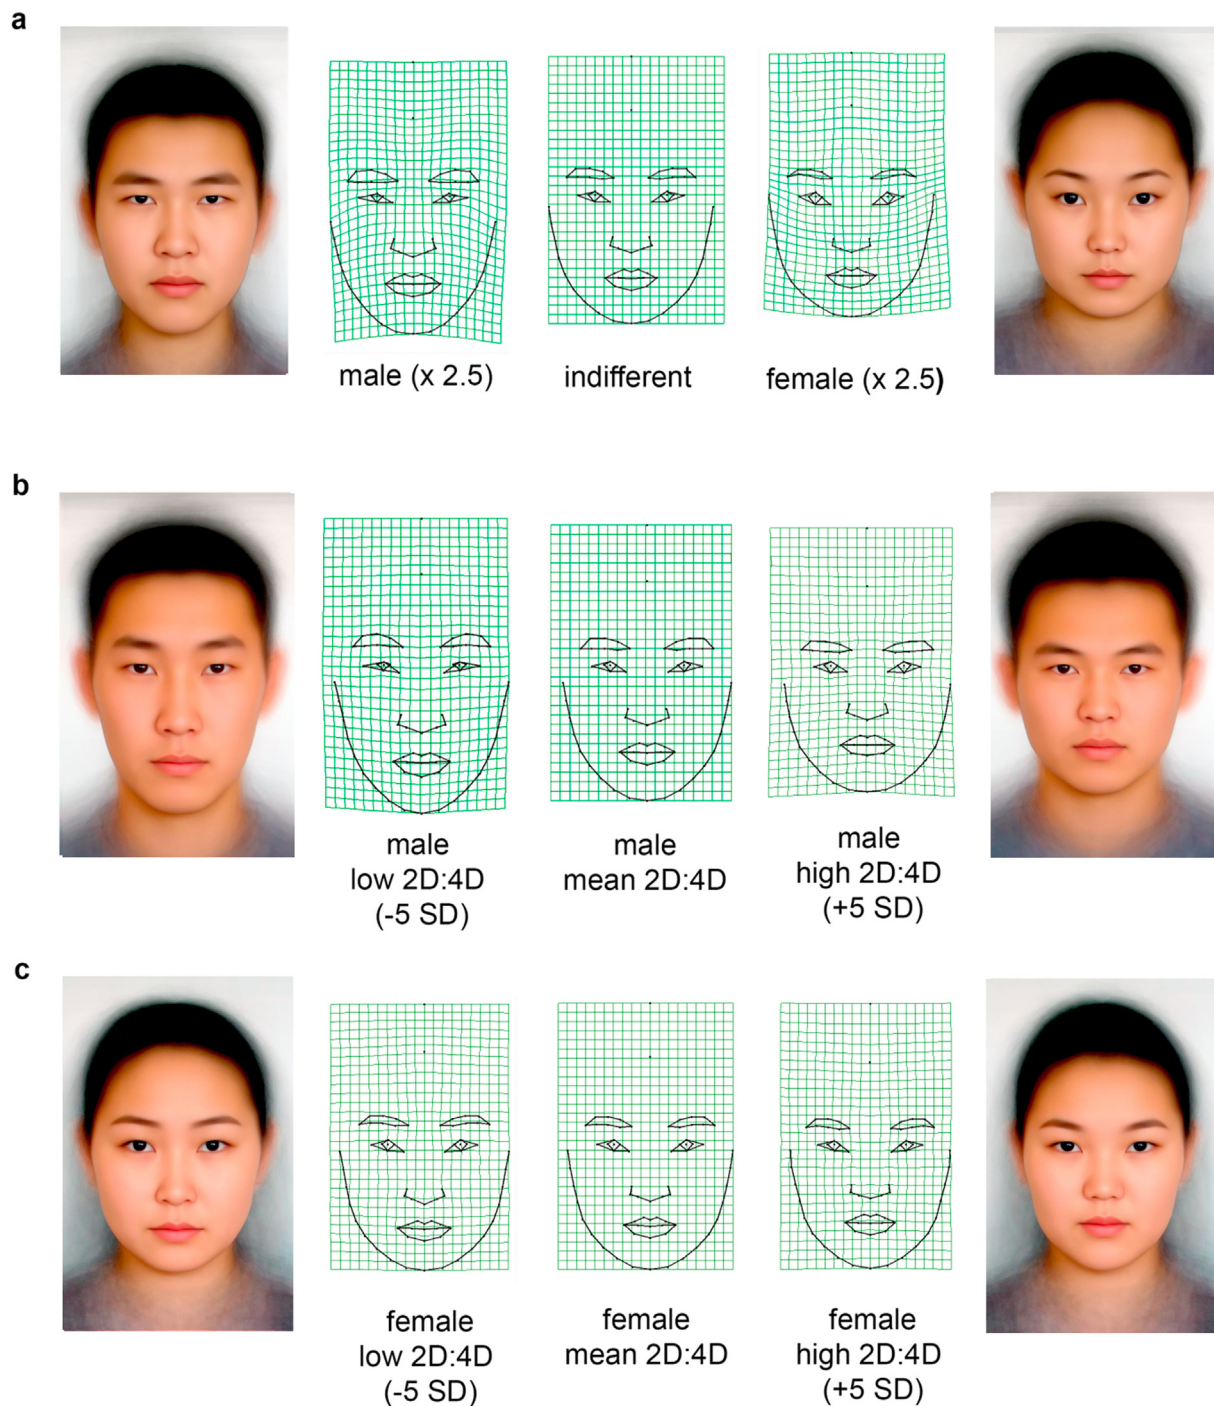 a
male (x 2.5)
indifferent
female (x 2.5)
b
male
low 2D:4D
(-5 SD)
male
mean 2D:4D
male
high 2D:4D
(+5 SD)
c
female
low 2D:4D
(-5 SD)
female
mean 2D:4D
female
high 2D:4D
(+5 SD)